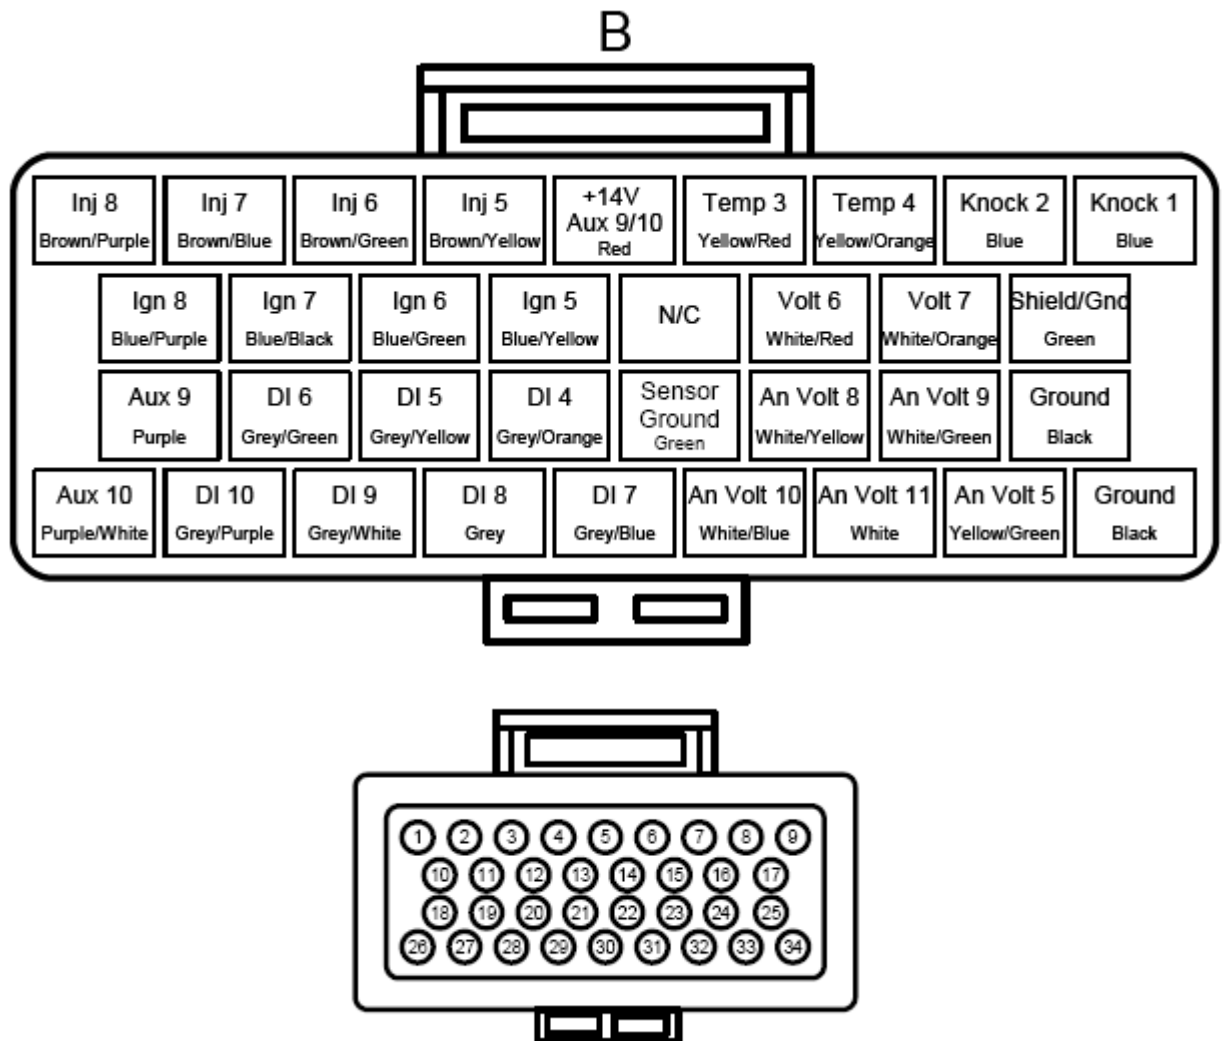 B
Inj 8
Brown/Purple
Inj 7
Brown/Blue
Inj 6
Brown/Green
Inj 5
Brown/Yellow
+14V
Aux 9/10
Red
Temp 3
Yellow/Red
Temp 4
Yellow/Orange
Knock 2
Blue
Knock 1
Blue
Ign 8
Blue/Purple
Ign 7
Blue/Black
Ign 6
Blue/Green
Ign 5
Blue/Yellow
N/C
Volt 6
White/Red
Volt 7
White/Orange
Shield/Gnd
Green
Aux 9
Purple
DI 6
Grey/Green
DI 5
Grey/Yellow
DI 4
Grey/Orange
Sensor
Ground
Green
An Volt 8
White/Yellow
An Volt 9
White/Green
Ground
Black
Aux 10
Purple/White
DI 10
Grey/Purple
DI 9
Grey/White
DI 8
Grey
DI 7
Grey/Blue
An Volt 10
White/Blue
An Volt 11
White
An Volt 5
Yellow/Green
Ground
Black
1 2 3 4 5 6 7 8 9
10 11 12 13 14 15 16 17
18 19 20 21 22 23 24 25
26 27 28 29 30 31 32 33 34